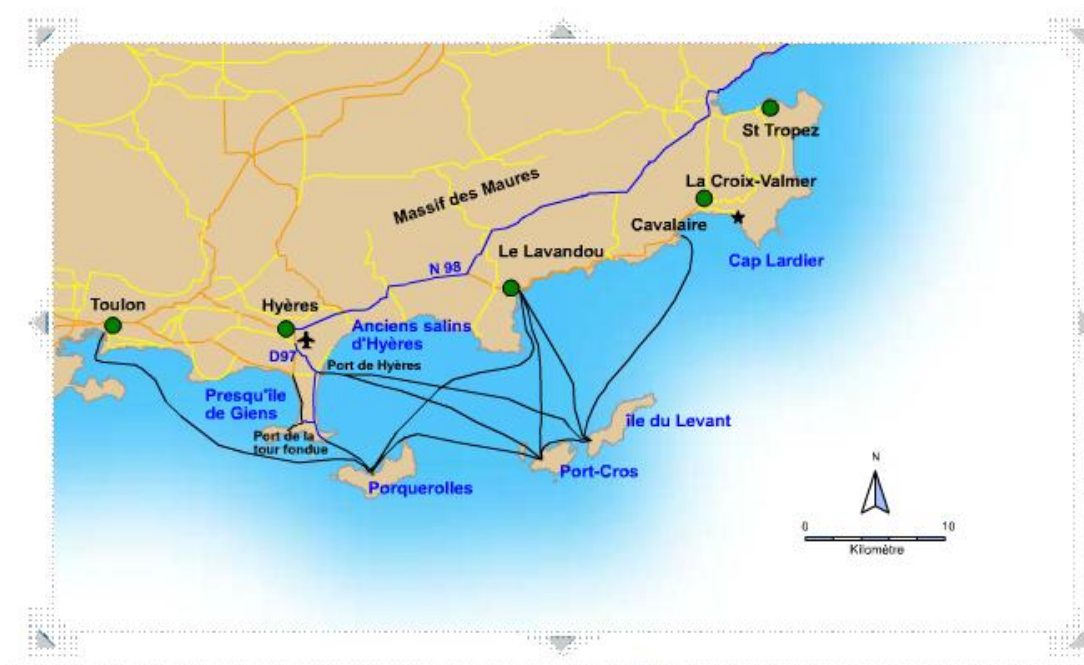 St Tropez
La Croix-Valmer
Massif des Maures
Cavalaire
Le Lavandou
Cap Lardier
N 98
Toulon
Hyères
Anciens salins
d'Hyères
D97
Port de Hyères
Presqu'île
de Giens
île du Levant
Port de la
tour fondue
Port-Cros
Porquerolles
N
0 10
Kilomètre